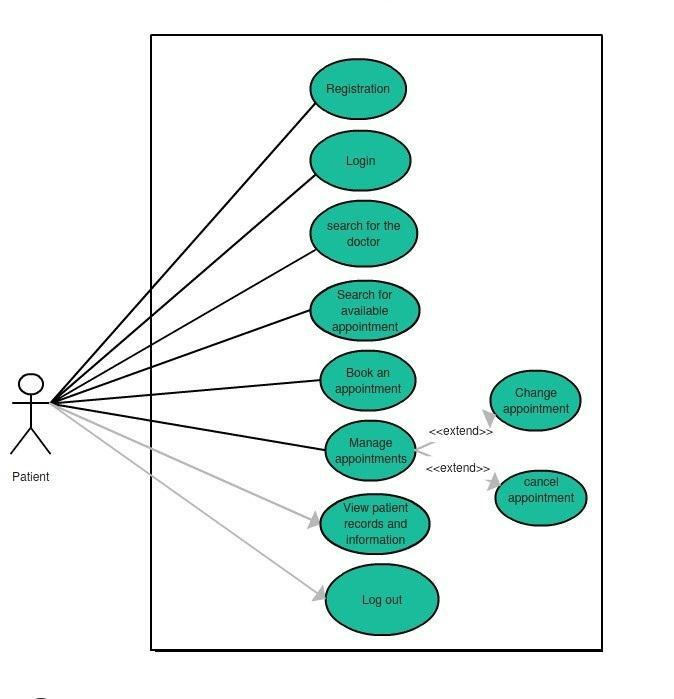 Registration
Login
search for the
doctor
Search for
available
appointment
Book an
appointment
Change
appointment
<<extend>>
Manage
appointments
<<extend>>
cancel
appointment
Patient
View patient
records and
information
Log out